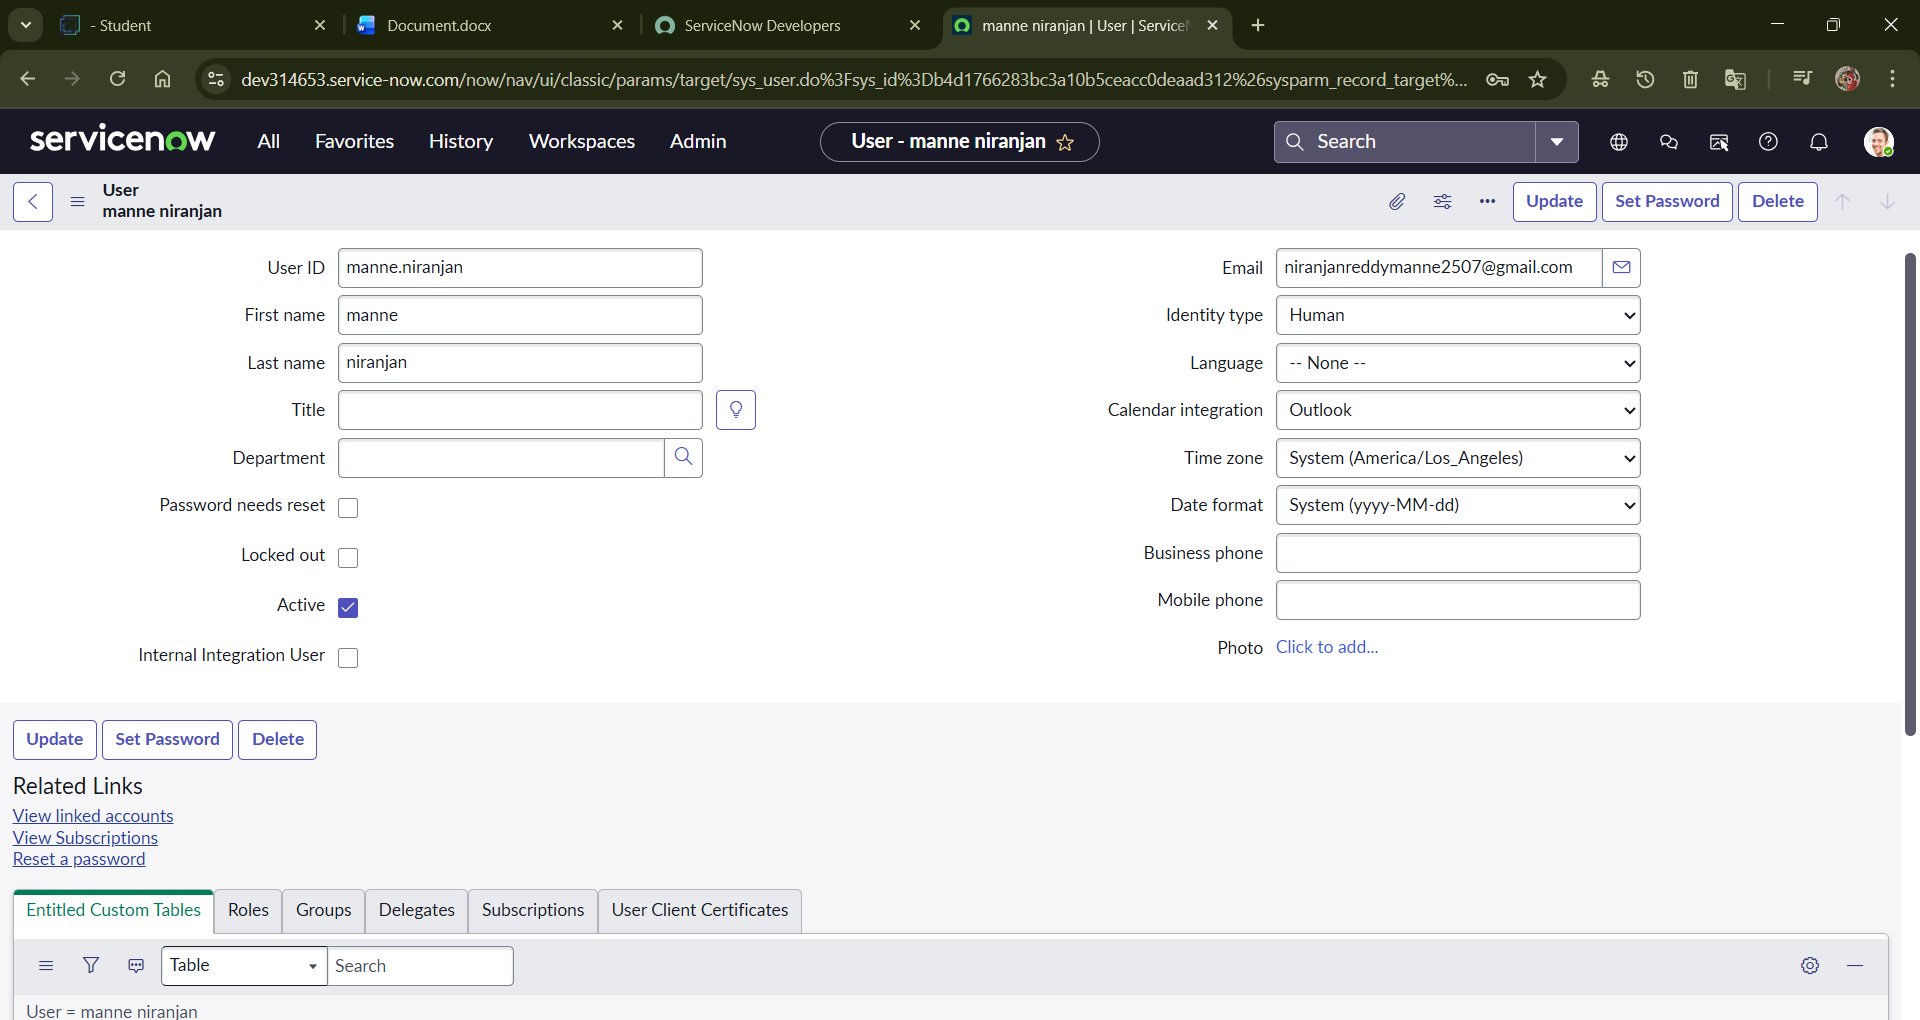 - Student
Document.docx
ServiceNow Developers
manne niranjan | User | ServiceN
dev314653.service-now.com/now/nav/ui/classic/params/target/sys_user.do%3Fsys_id%3Db4d1766283bc3a10b5ceacc0deaad312%26sysparm_record_target%...
servicenow
All
Favorites
History
Workspaces
Admin
User - manne niranjan
Search
User
manne niranjan
Update
Set Password
Delete
User ID
manne.niranjan
Email
niranjanreddymanne2507@gmail.com
First name
manne
Identity type
Human
Last name
niranjan
Language
-- None --
Title
Calendar integration
Outlook
Department
Time zone
System (America/Los_Angeles)
Password needs reset
Date format
System (yyyy-MM-dd)
Locked out
Business phone
Active
Mobile phone
Internal Integration User
Photo
Click to add...
Update
Set Password
Delete
Related Links
View linked accounts
View Subscriptions
Reset a password
Entitled Custom Tables
Roles
Groups
Delegates
Subscriptions
User Client Certificates
Table
Search
User = manne niranjan